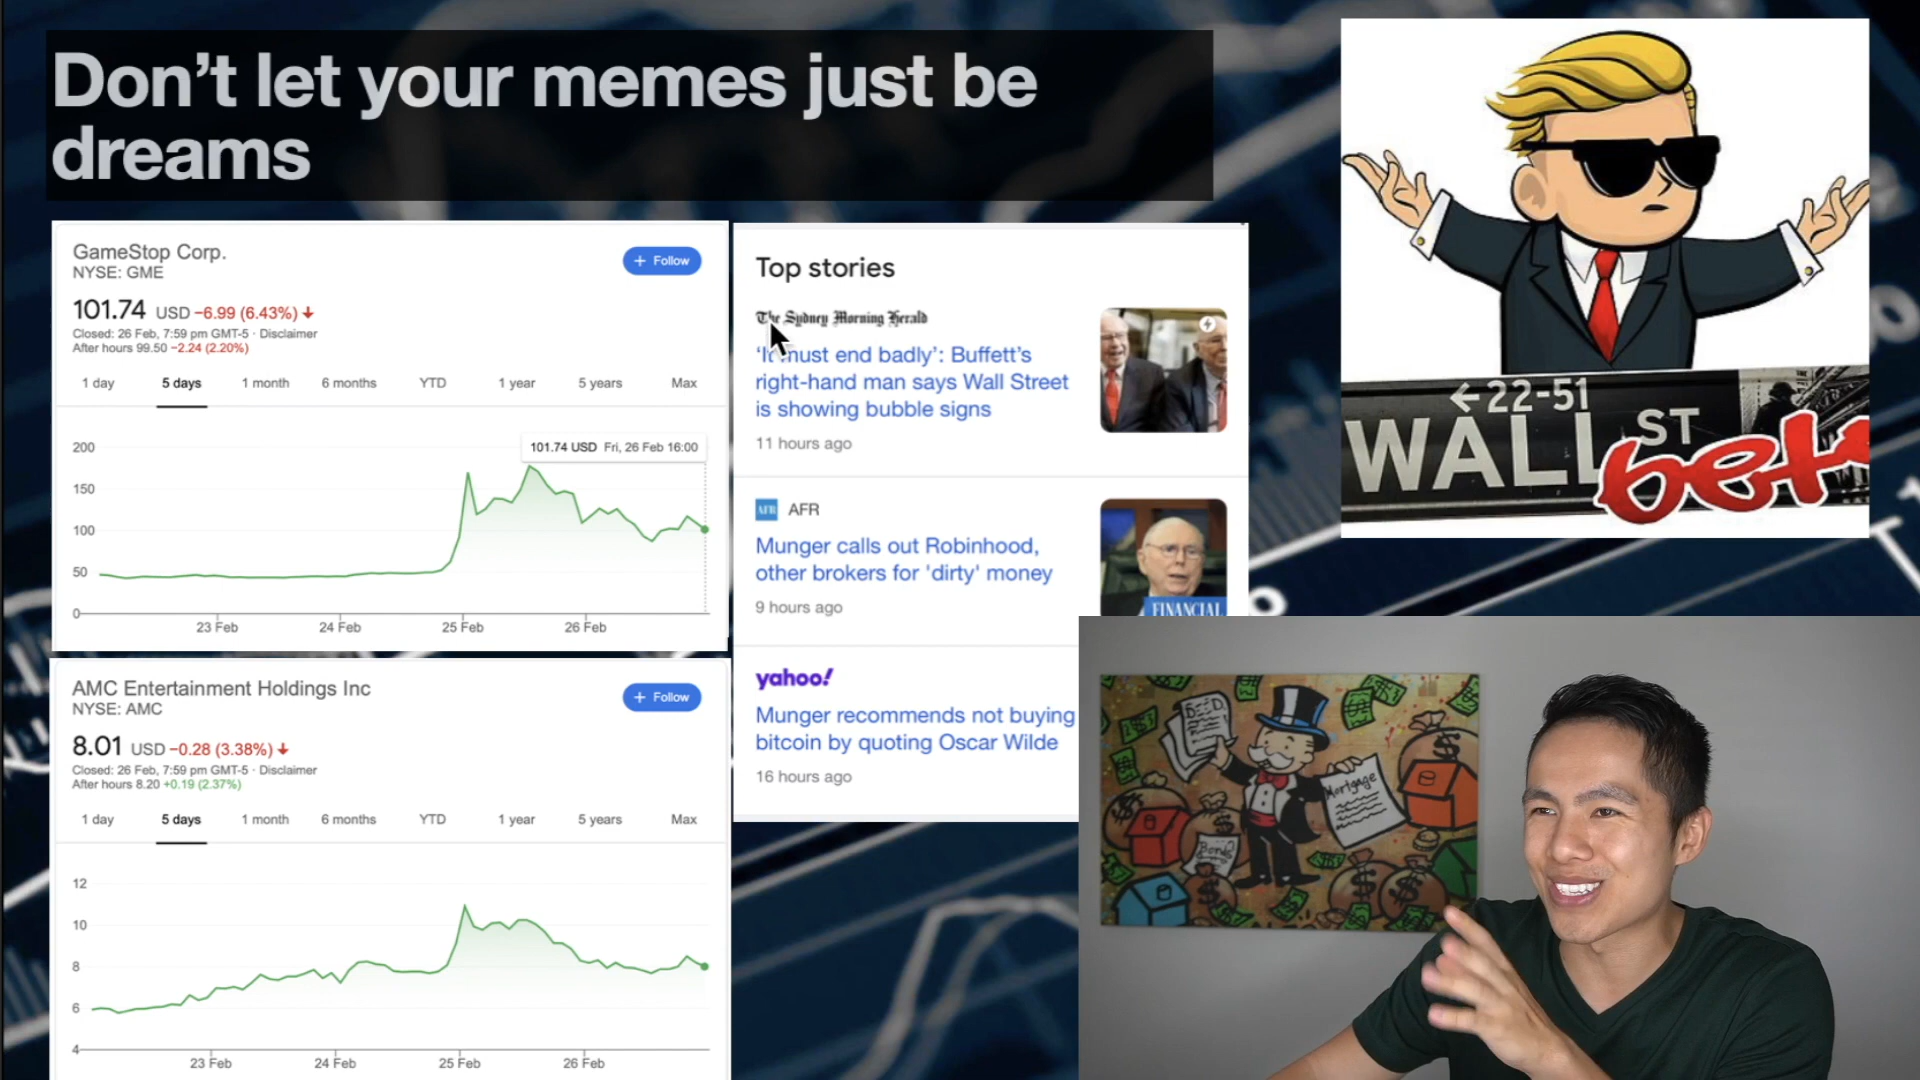 Don't let your memes just be
dreams
GameStop Corp.
NYSE: GME
+ Follow
101.74 USD −6.99 (6.43%) ↓
Closed: 26 Feb, 7:59 pm GMT-5 · Disclaimer
After hours 99.50 −2.24 (2.20%)
1 day 5 days 1 month 6 months YTD 1 year 5 years Max
101.74 USD Fri, 26 Feb 16:00
200
150
100
50
0
23 Feb 24 Feb 25 Feb 26 Feb
AMC Entertainment Holdings Inc
NYSE: AMC
+ Follow
8.01 USD −0.28 (3.38%) ↓
Closed: 26 Feb, 7:59 pm GMT-5 · Disclaimer
After hours 8.20 +0.19 (2.37%)
1 day 5 days 1 month 6 months YTD 1 year 5 years Max
12
10
8
6
4
23 Feb 24 Feb 25 Feb 26 Feb
Top stories
The Sydney Morning Herald
'It must end badly': Buffett's
right-hand man says Wall Street
is showing bubble signs
11 hours ago
AFR
AFR
Munger calls out Robinhood,
other brokers for 'dirty' money
9 hours ago
FINANCIAL
yahoo!
Munger recommends not buying
bitcoin by quoting Oscar Wilde
16 hours ago
←22-51
WALL ST
bet
DEED
Mortgage
Bonds